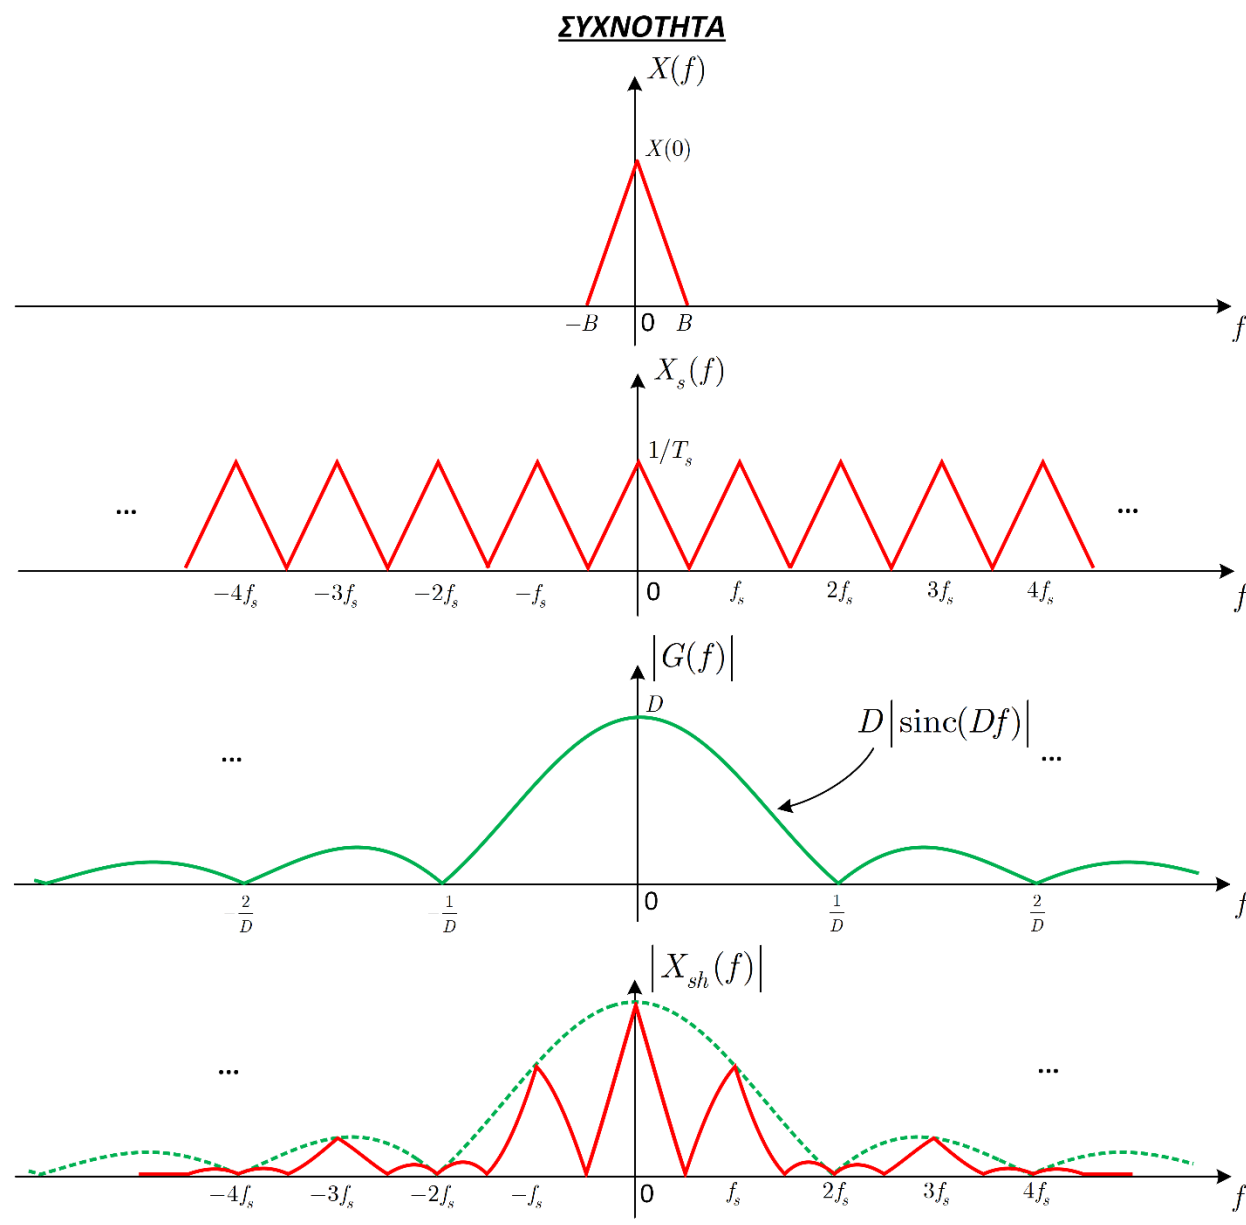 ΣΥΧΝΟΤΗΤΑ
X(f)
X(0)
−B 0 B f
X_s(f)
1/T_s
... ...
−4f_s −3f_s −2f_s −f_s 0 f_s 2f_s 3f_s 4f_s f
|G(f)|
D
D|sinc(Df)|
... ...
−2/D −1/D 0 1/D 2/D f
|X_sh(f)|
... ...
−4f_s −3f_s −2f_s −f_s 0 f_s 2f_s 3f_s 4f_s f